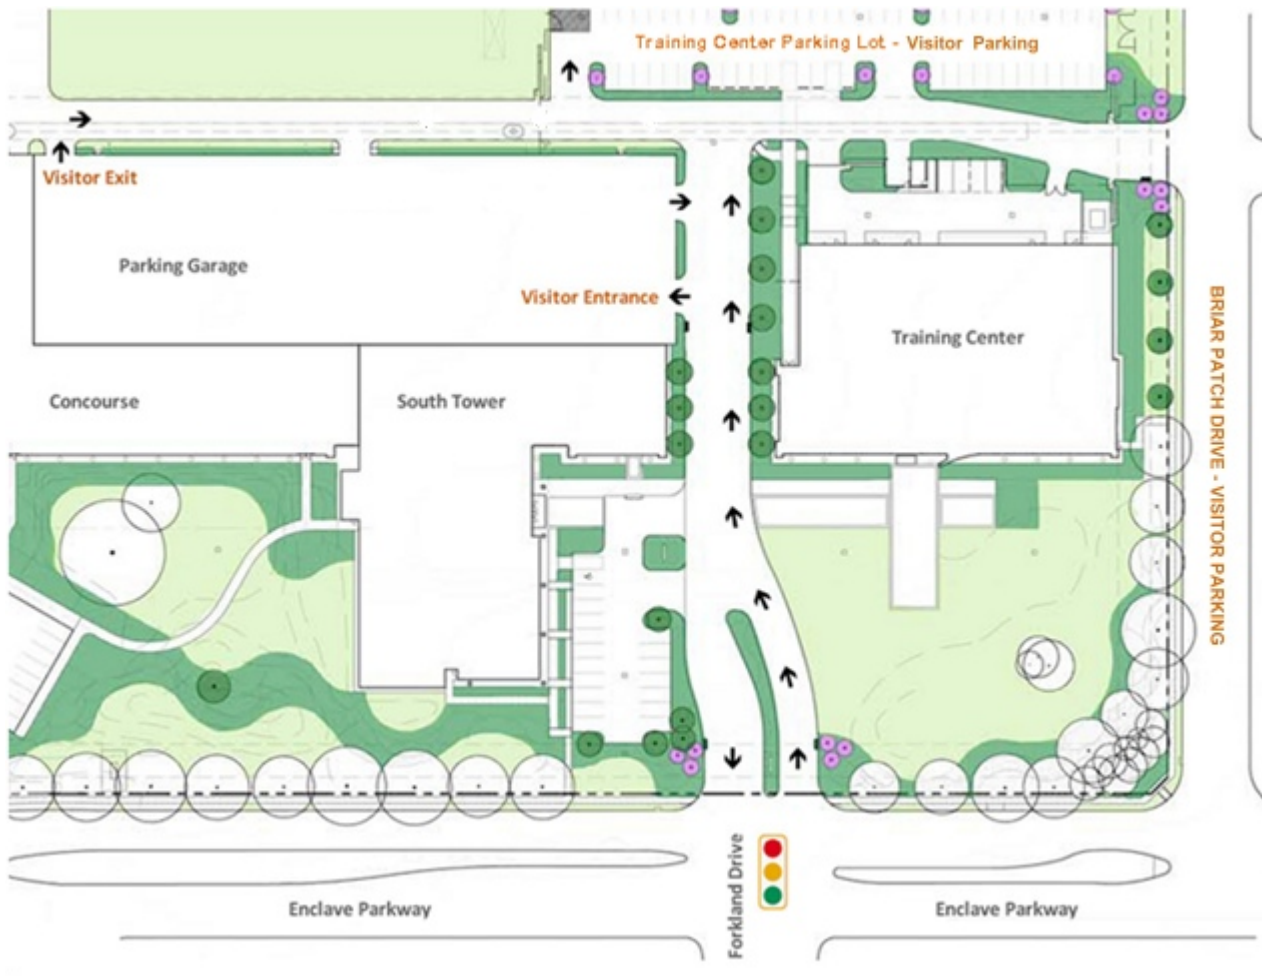 Training Center Parking Lot - Visitor Parking
Visitor Exit
Parking Garage
Visitor Entrance
Training Center
Concourse
South Tower
BRIAR PATCH DRIVE - VISITOR PARKING
Forkland Drive
Enclave Parkway
Enclave Parkway